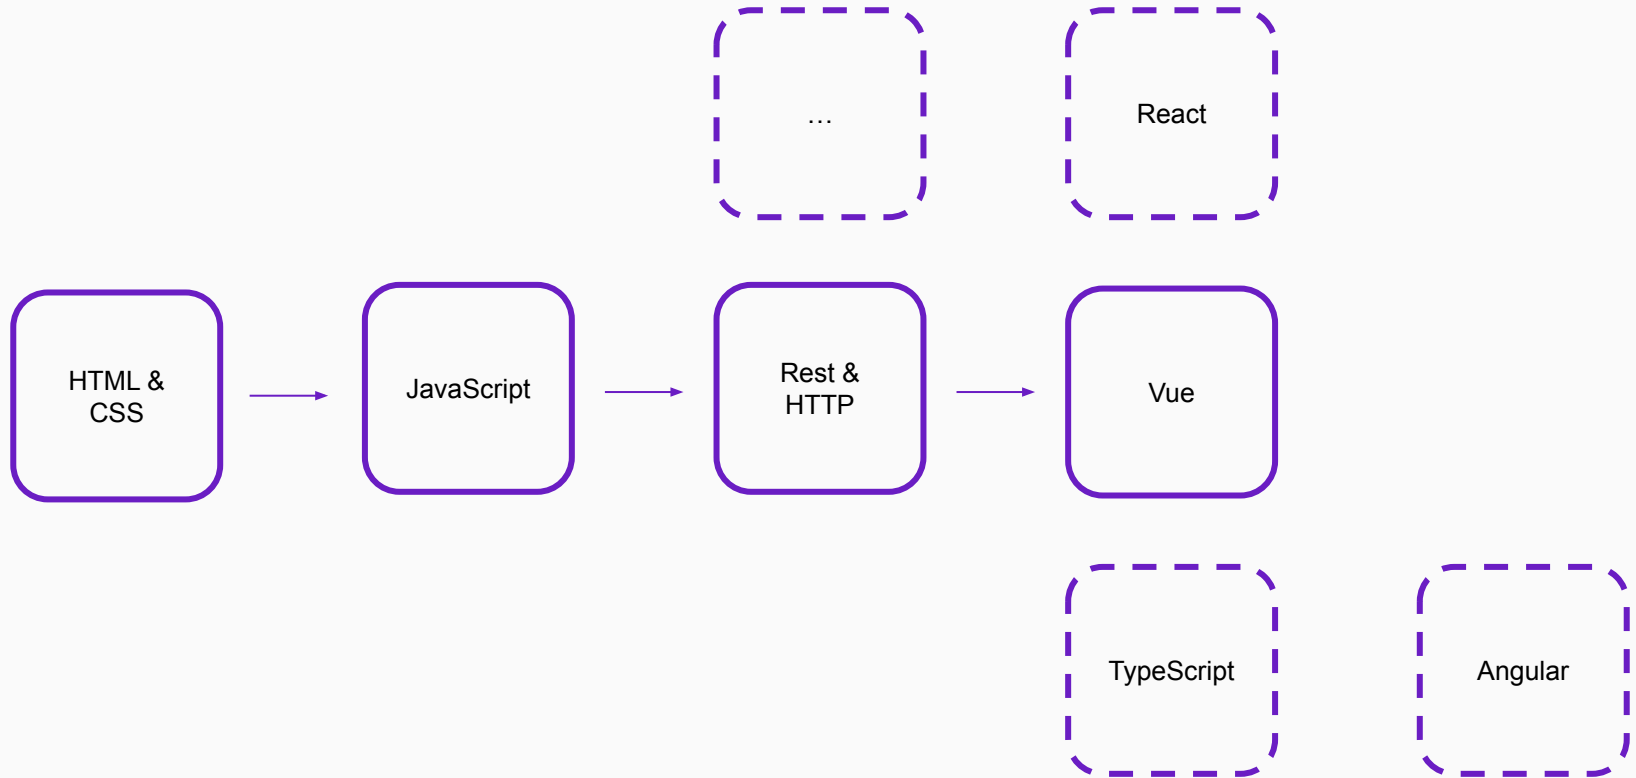 …
React
HTML &
CSS
JavaScript
Rest &
HTTP
Vue
TypeScript
Angular